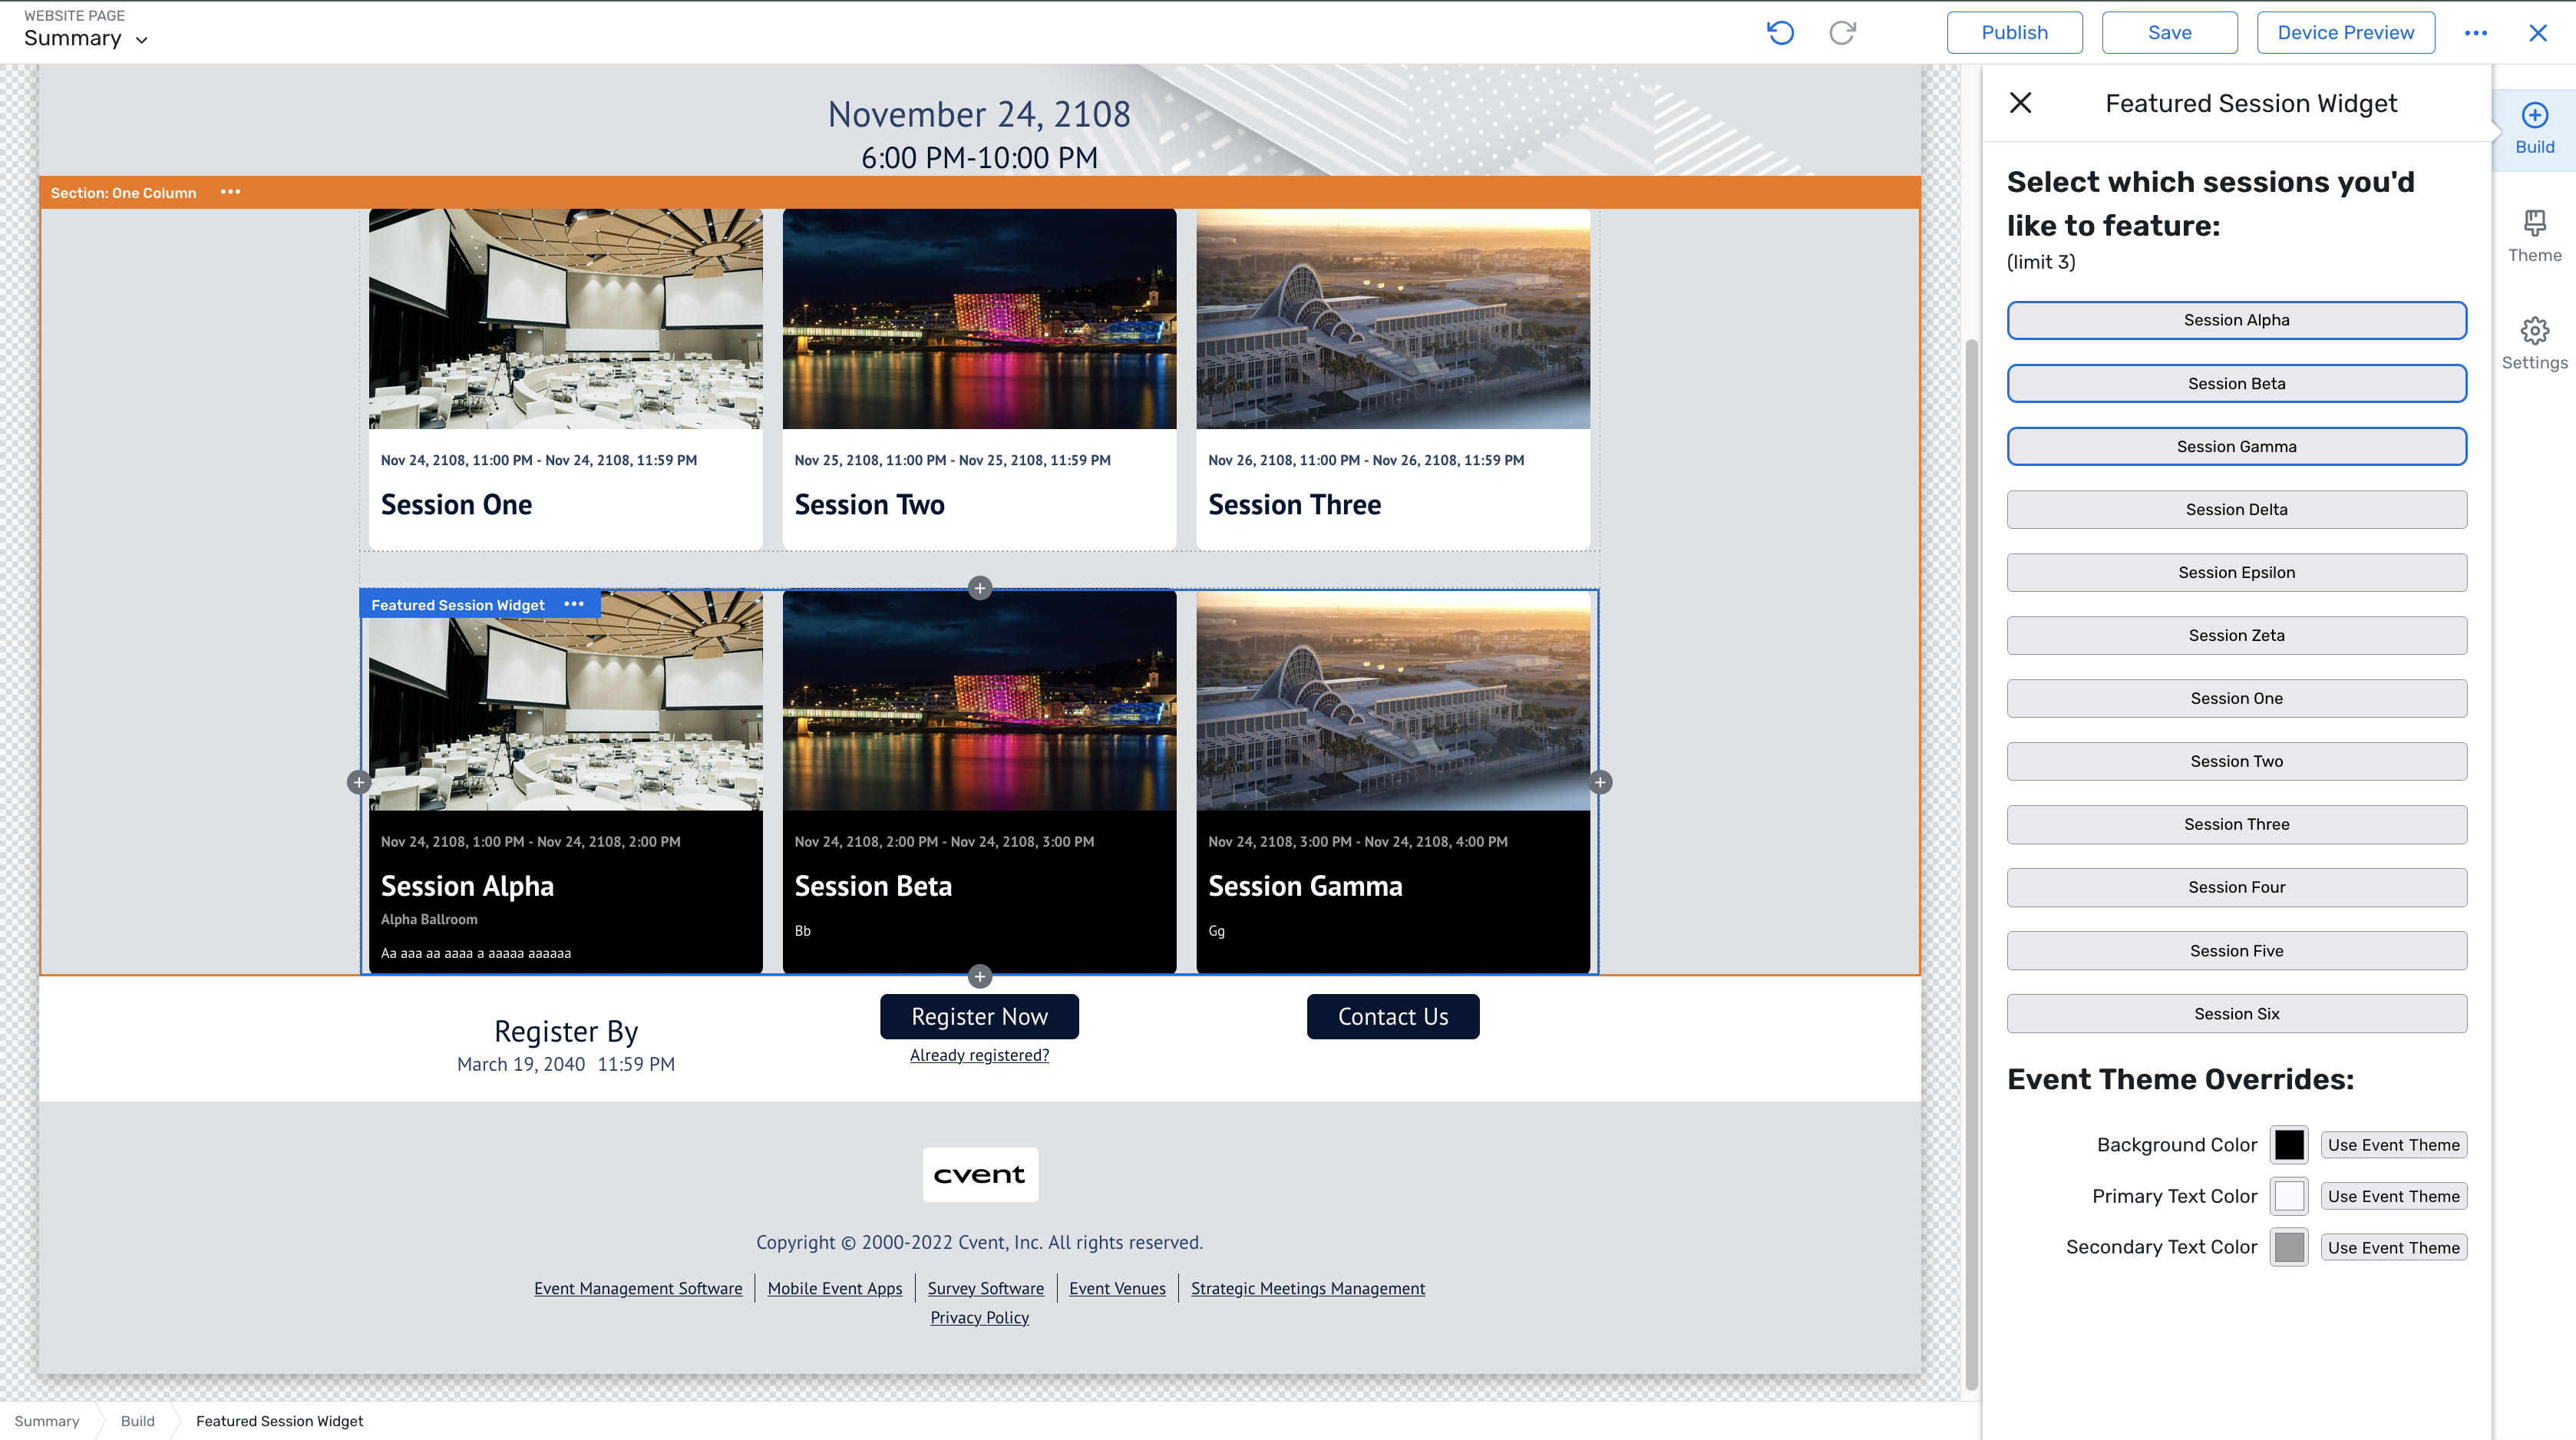 WEBSITE PAGE
Summary
Publish
Save
Device Preview
November 24, 2108
6:00 PM-10:00 PM
Section: One Column
Nov 24, 2108, 11:00 PM - Nov 24, 2108, 11:59 PM
Session One
Nov 25, 2108, 11:00 PM - Nov 25, 2108, 11:59 PM
Session Two
Nov 26, 2108, 11:00 PM - Nov 26, 2108, 11:59 PM
Session Three
Featured Session Widget
Nov 24, 2108, 1:00 PM - Nov 24, 2108, 2:00 PM
Session Alpha
Alpha Ballroom
Aa aaa aa aaaa a aaaaa aaaaaa
Nov 24, 2108, 2:00 PM - Nov 24, 2108, 3:00 PM
Session Beta
Bb
Nov 24, 2108, 3:00 PM - Nov 24, 2108, 4:00 PM
Session Gamma
Gg
Register By
March 19, 2040 11:59 PM
Register Now
Already registered?
Contact Us
cvent
Copyright © 2000-2022 Cvent, Inc. All rights reserved.
Event Management Software
Mobile Event Apps
Survey Software
Event Venues
Strategic Meetings Management
Privacy Policy
Summary
Build
Featured Session Widget
Featured Session Widget
Select which sessions you'd
like to feature:
(limit 3)
Session Alpha
Session Beta
Session Gamma
Session Delta
Session Epsilon
Session Zeta
Session One
Session Two
Session Three
Session Four
Session Five
Session Six
Event Theme Overrides:
Background Color
Use Event Theme
Primary Text Color
Use Event Theme
Secondary Text Color
Use Event Theme
Build
Theme
Settings